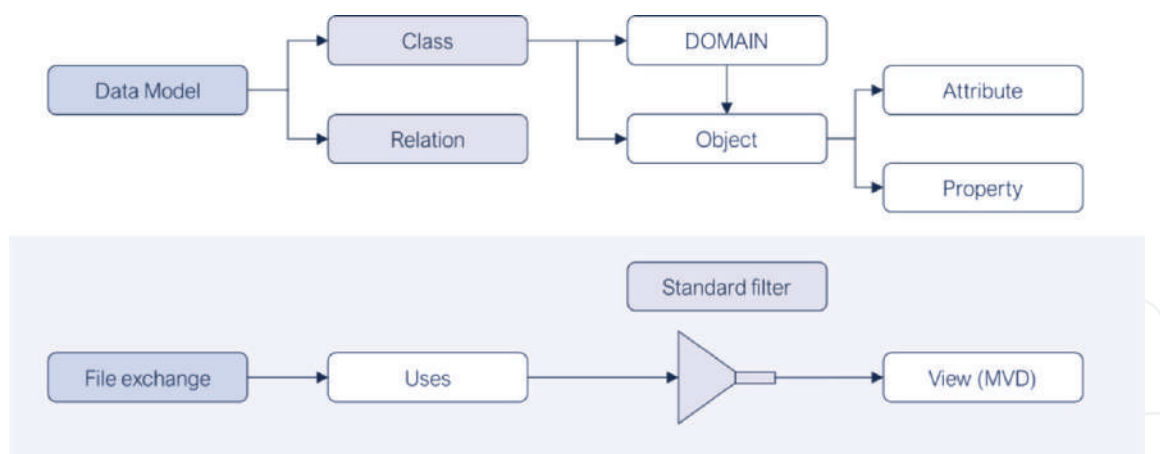 Class
DOMAIN
Data Model
Attribute
Relation
Object
Property
Standard filter
File exchange
Uses
View (MVD)